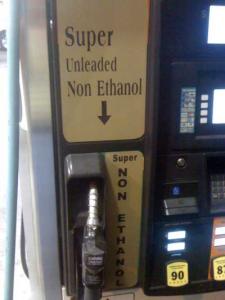 Super
Unleaded
Non Ethanol
Super
NON ETHANOL
90
87